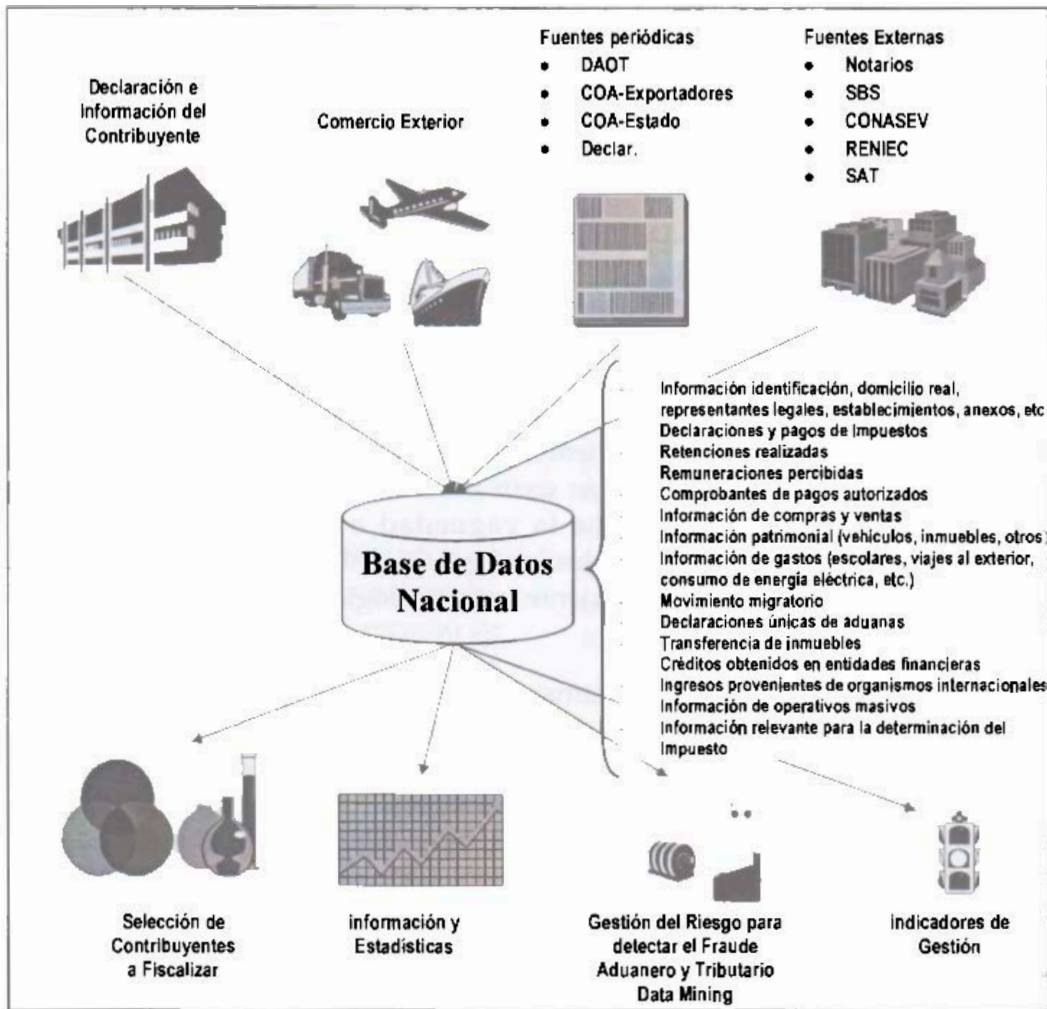 Declaración e
Información del
Contribuyente
Comercio Exterior
Fuentes periódicas
• DAOT
• COA-Exportadores
• COA-Estado
• Declar.
Fuentes Externas
• Notarios
• SBS
• CONASEV
• RENIEC
• SAT
Base de Datos
Nacional
Información identificación, domicilio real,
representantes legales, establecimientos, anexos, etc
Declaraciones y pagos de Impuestos
Retenciones realizadas
Remuneraciones percibidas
Comprobantes de pagos autorizados
Información de compras y ventas
Información patrimonial (vehículos, inmuebles, otros)
Información de gastos (escolares, viajes al exterior,
consumo de energía eléctrica, etc.)
Movimiento migratorio
Declaraciones únicas de aduanas
Transferencia de inmuebles
Créditos obtenidos en entidades financieras
Ingresos provenientes de organismos internacionales
Información de operativos masivos
Información relevante para la determinación del
Impuesto
Selección de
Contribuyentes
a Fiscalizar
información y
Estadísticas
Gestión del Riesgo para
detectar el Fraude
Aduanero y Tributario
Data Mining
indicadores de
Gestión